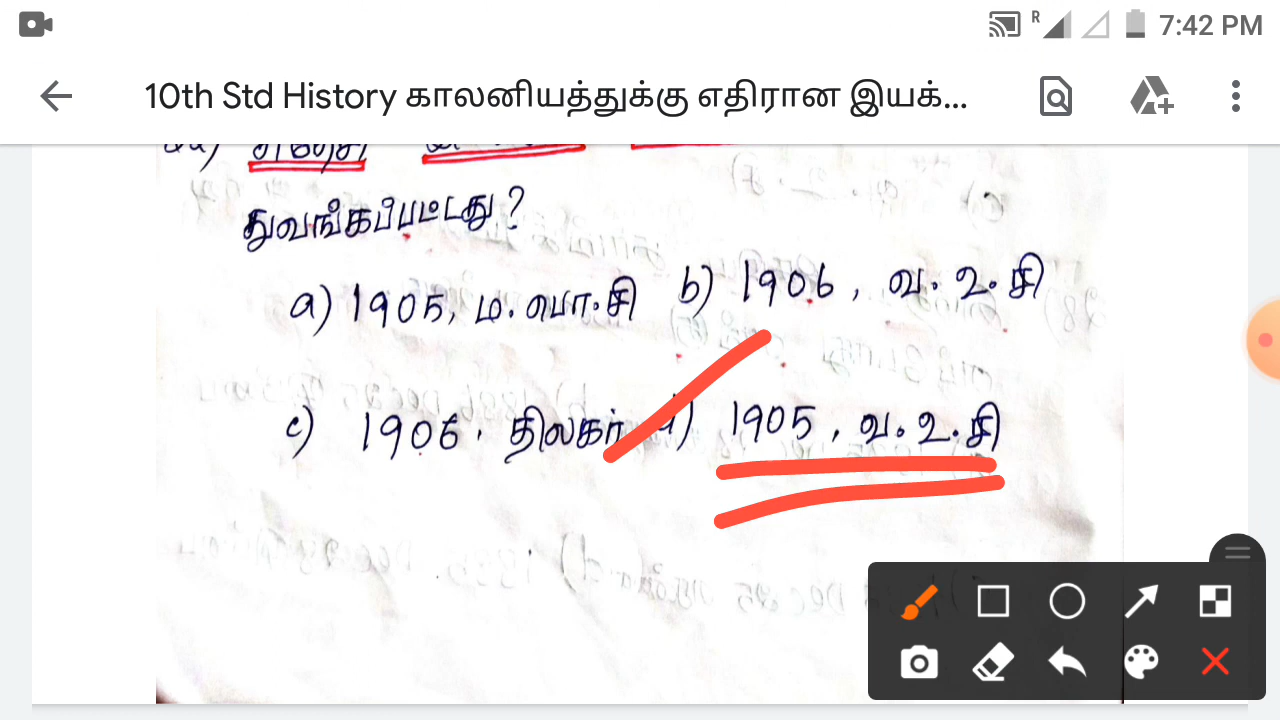 7:42 PM
10th Std History காலனியத்துக்கு எதிரான இயக்...
துவங்கப்பட்டது?
a) 1905, ம.பொ.சி b) 1906, வ.உ.சி
c) 1906. திலகர் d) 1905, வ.உ.சி